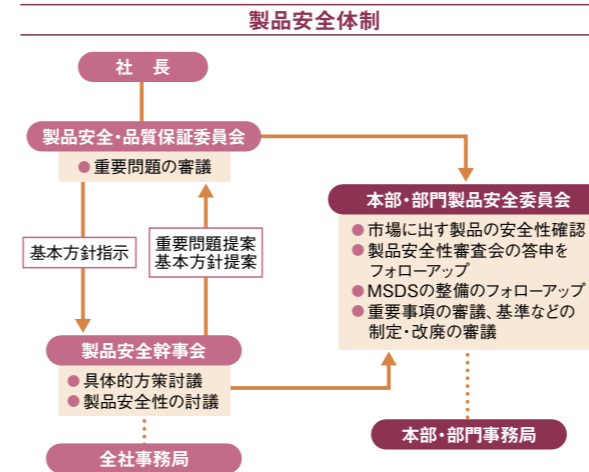 製品安全体制
社　長
製品安全・品質保証委員会
●重要問題の審議
基本方針指示
重要問題提案
基本方針提案
製品安全幹事会
●具体的方策討議
●製品安全性の討議
全社事務局
本部・部門製品安全委員会
●市場に出す製品の安全性確認
●製品安全性審査会の答申を
フォローアップ
●MSDSの整備のフォローアップ
●重要事項の審議、基準などの
制定・改廃の審議
本部・部門事務局